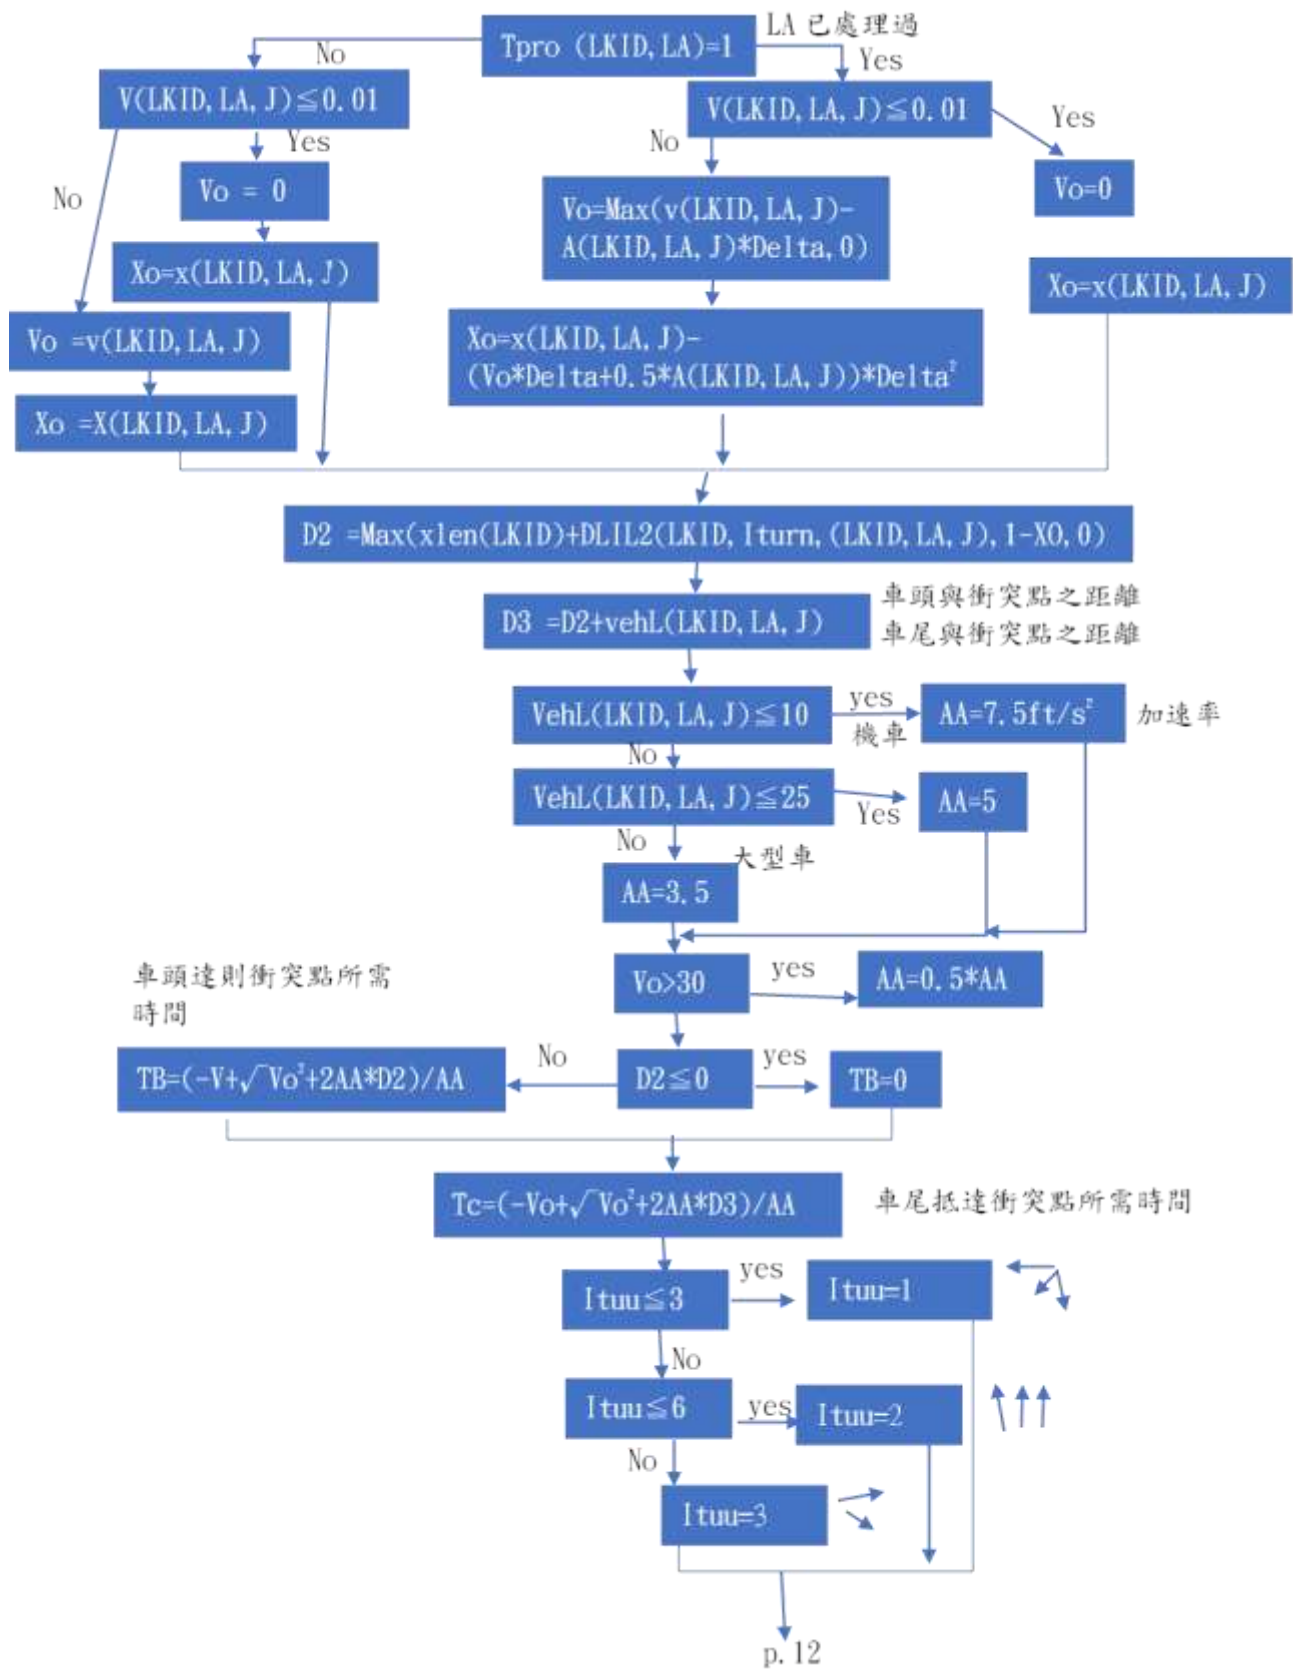 LA 已處理過
Tpro (LKID,LA)=1
No
Yes
V(LKID,LA,J)≦0.01
V(LKID,LA,J)≦0.01
Yes
No
Yes
No
Vo = 0
Vo=Max(v(LKID,LA,J)-
A(LKID,LA,J)*Delta,0)
Vo=0
Xo=x(LKID,LA,J)
Xo=x(LKID,LA,J)
Vo =v(LKID,LA,J)
Xo=x(LKID,LA,J)-
(Vo*Delta+0.5*A(LKID,LA,J))*Delta²
Xo =X(LKID,LA,J)
D2 =Max(xlen(LKID)+DLIL2(LKID,Iturn,(LKID,LA,J),1-XO,0)
D3 =D2+vehL(LKID,LA,J)
車頭與衝突點之距離
車尾與衝突點之距離
VehL(LKID,LA,J)≦10
yes
機車
AA=7.5ft/s²
加速率
No
VehL(LKID,LA,J)≦25
Yes
AA=5
No
大型車
AA=3.5
車頭達則衝突點所需
時間
Vo>30
yes
AA=0.5*AA
TB=(-V+√Vo²+2AA*D2)/AA
No
D2≦0
yes
TB=0
Tc=(-Vo+√Vo²+2AA*D3)/AA
車尾抵達衝突點所需時間
Ituu≦3
yes
Ituu=1
No
Ituu≦6
yes
Ituu=2
No
Ituu=3
p.12